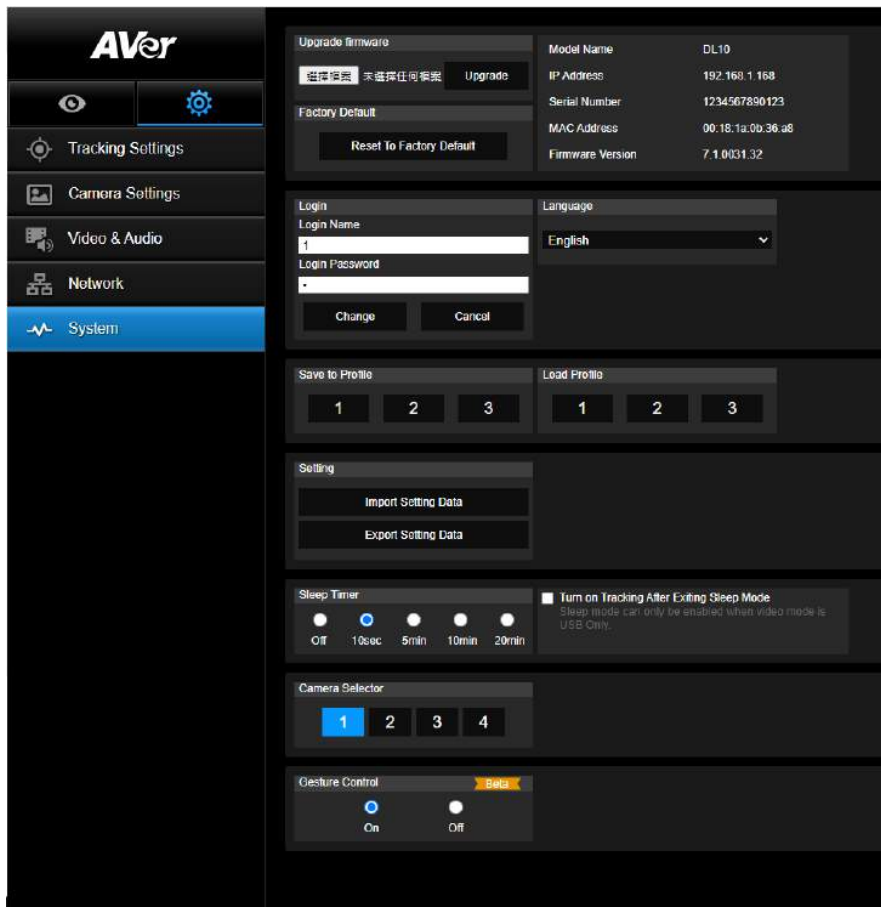 AVer
Tracking Settings
Camera Settings
Video & Audio
Network
System
Upgrade firmware
選擇檔案 未選擇任何檔案 Upgrade
Factory Default
Reset To Factory Default
Model Name DL10
IP Address 192.168.1.168
Serial Number 1234567890123
MAC Address 00:18:1a:0b:36:a8
Firmware Version 7.1.0031.32
Login
Login Name
1
Login Password
•
Change Cancel
Language
English
Save to Profile
1 2 3
Load Profile
1 2 3
Setting
Import Setting Data
Export Setting Data
Sleep Timer
Off 10sec 5min 10min 20min
Turn on Tracking After Exiting Sleep Mode
Sleep mode can only be enabled when video mode is
USB Only.
Camera Selector
1 2 3 4
Gesture Control Beta
On Off